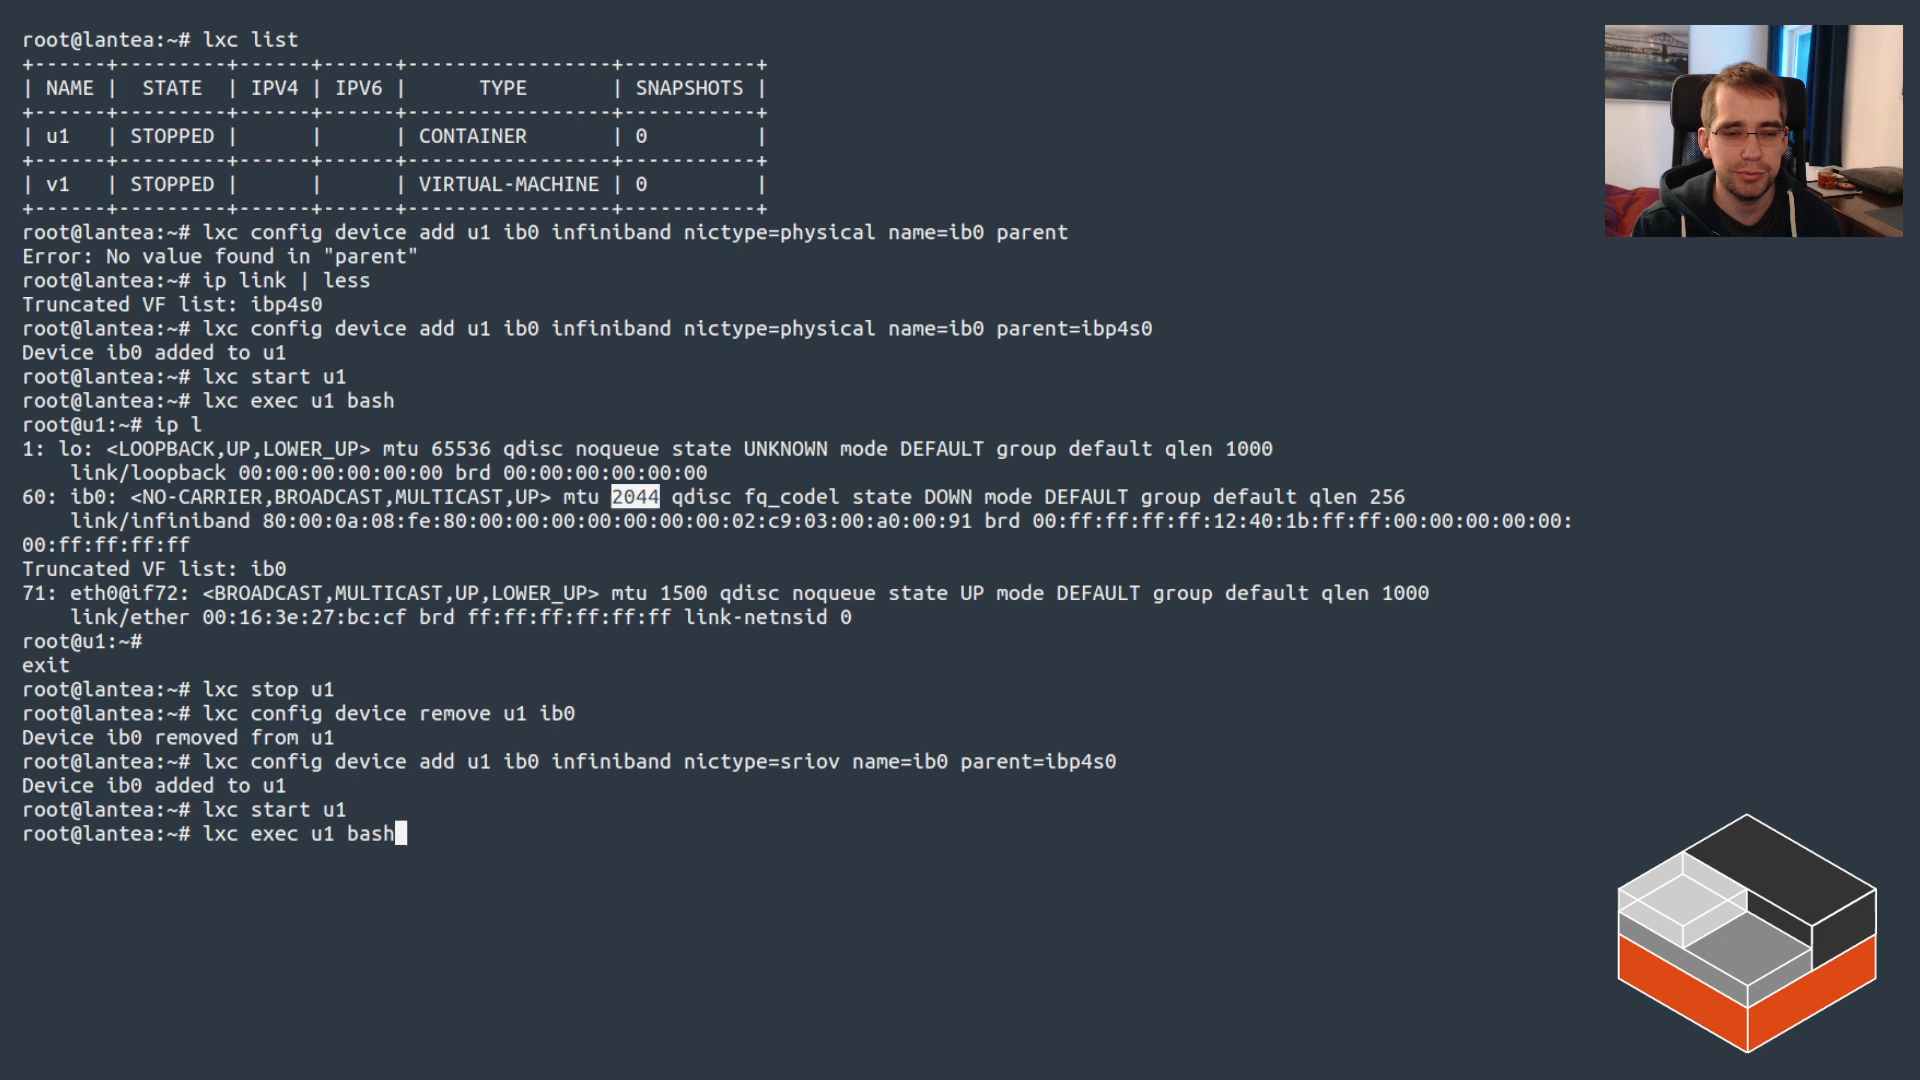 root@lantea:~# lxc list
+------+---------+------+------+-----------------+-----------+
| NAME |  STATE  | IPV4 | IPV6 |      TYPE       | SNAPSHOTS |
+------+---------+------+------+-----------------+-----------+
| u1   | STOPPED |      |      | CONTAINER       | 0         |
+------+---------+------+------+-----------------+-----------+
| v1   | STOPPED |      |      | VIRTUAL-MACHINE | 0         |
+------+---------+------+------+-----------------+-----------+
root@lantea:~# lxc config device add u1 ib0 infiniband nictype=physical name=ib0 parent
Error: No value found in "parent"
root@lantea:~# ip link | less
Truncated VF list: ibp4s0
root@lantea:~# lxc config device add u1 ib0 infiniband nictype=physical name=ib0 parent=ibp4s0
Device ib0 added to u1
root@lantea:~# lxc start u1
root@lantea:~# lxc exec u1 bash
root@u1:~# ip l
1: lo: <LOOPBACK,UP,LOWER_UP> mtu 65536 qdisc noqueue state UNKNOWN mode DEFAULT group default qlen 1000
    link/loopback 00:00:00:00:00:00 brd 00:00:00:00:00:00
60: ib0: <NO-CARRIER,BROADCAST,MULTICAST,UP> mtu 2044 qdisc fq_codel state DOWN mode DEFAULT group default qlen 256
    link/infiniband 80:00:0a:08:fe:80:00:00:00:00:00:00:00:02:c9:03:00:a0:00:91 brd 00:ff:ff:ff:ff:12:40:1b:ff:ff:00:00:00:00:00:00:
00:ff:ff:ff:ff
Truncated VF list: ib0
71: eth0@if72: <BROADCAST,MULTICAST,UP,LOWER_UP> mtu 1500 qdisc noqueue state UP mode DEFAULT group default qlen 1000
    link/ether 00:16:3e:27:bc:cf brd ff:ff:ff:ff:ff:ff link-netnsid 0
root@u1:~#
exit
root@lantea:~# lxc stop u1
root@lantea:~# lxc config device remove u1 ib0
Device ib0 removed from u1
root@lantea:~# lxc config device add u1 ib0 infiniband nictype=sriov name=ib0 parent=ibp4s0
Device ib0 added to u1
root@lantea:~# lxc start u1
root@lantea:~# lxc exec u1 bash